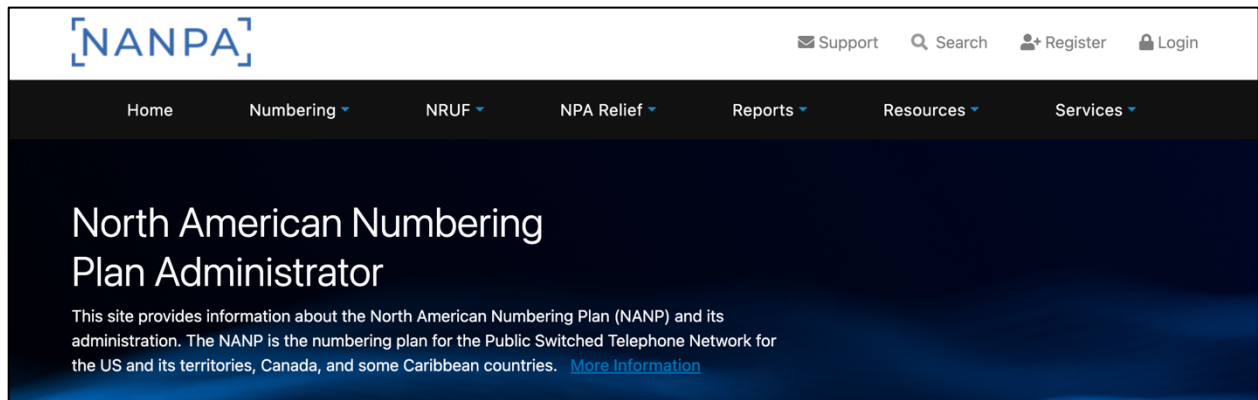 NANPA
Support Search Register Login
Home Numbering NRUF NPA Relief Reports Resources Services
North American Numbering
Plan Administrator
This site provides information about the North American Numbering Plan (NANP) and its
administration. The NANP is the numbering plan for the Public Switched Telephone Network for
the US and its territories, Canada, and some Caribbean countries. More Information